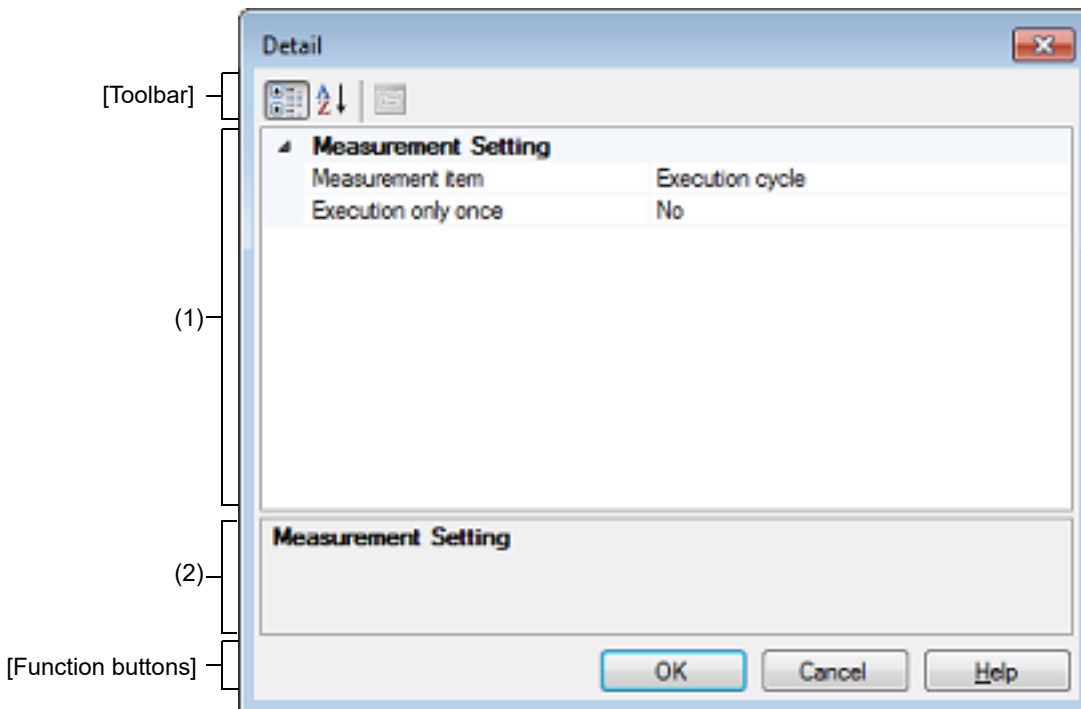 Detail
[Toolbar]
A
Z
Measurement Setting
Measurement item Execution cycle
Execution only once No
(1)
Measurement Setting
(2)
[Function buttons]
OK Cancel Help